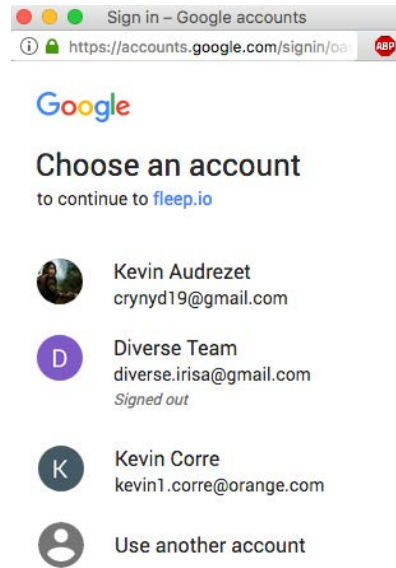 Sign in – Google accounts
https://accounts.google.com/signin/oa
ABP
Google
Choose an account
to continue to fleep.io
Kevin Audrezet
crynyd19@gmail.com
D
Diverse Team
diverse.irisa@gmail.com
Signed out
K
Kevin Corre
kevin1.corre@orange.com
Use another account